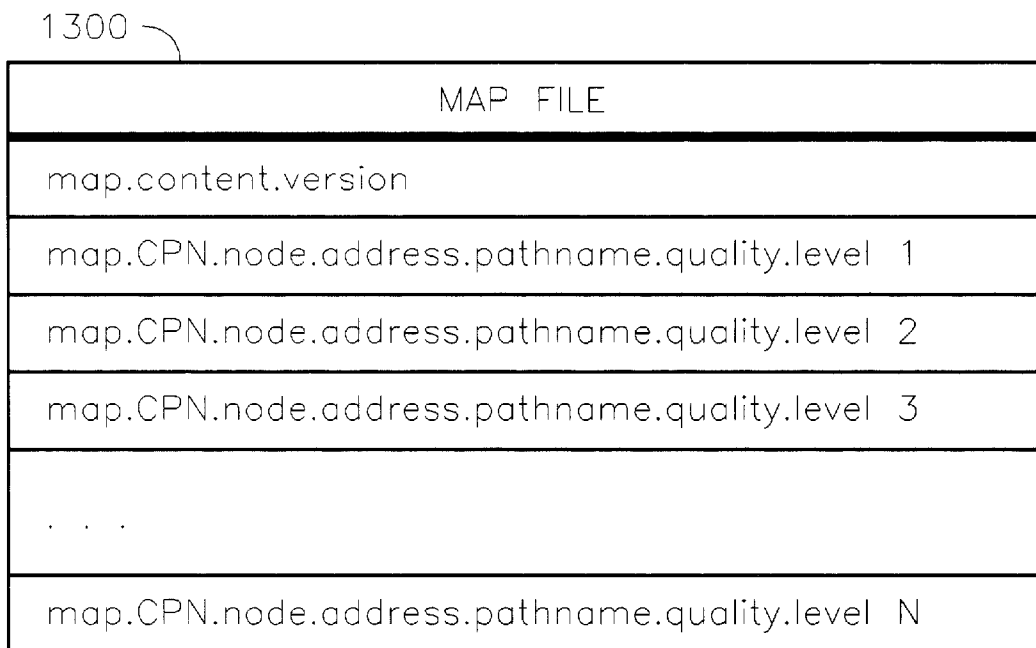 1300
MAP FILE
map.content.version
map.CPN.node.address.pathname.quality.level 1
map.CPN.node.address.pathname.quality.level 2
map.CPN.node.address.pathname.quality.level 3
. . .
map.CPN.node.address.pathname.quality.level N